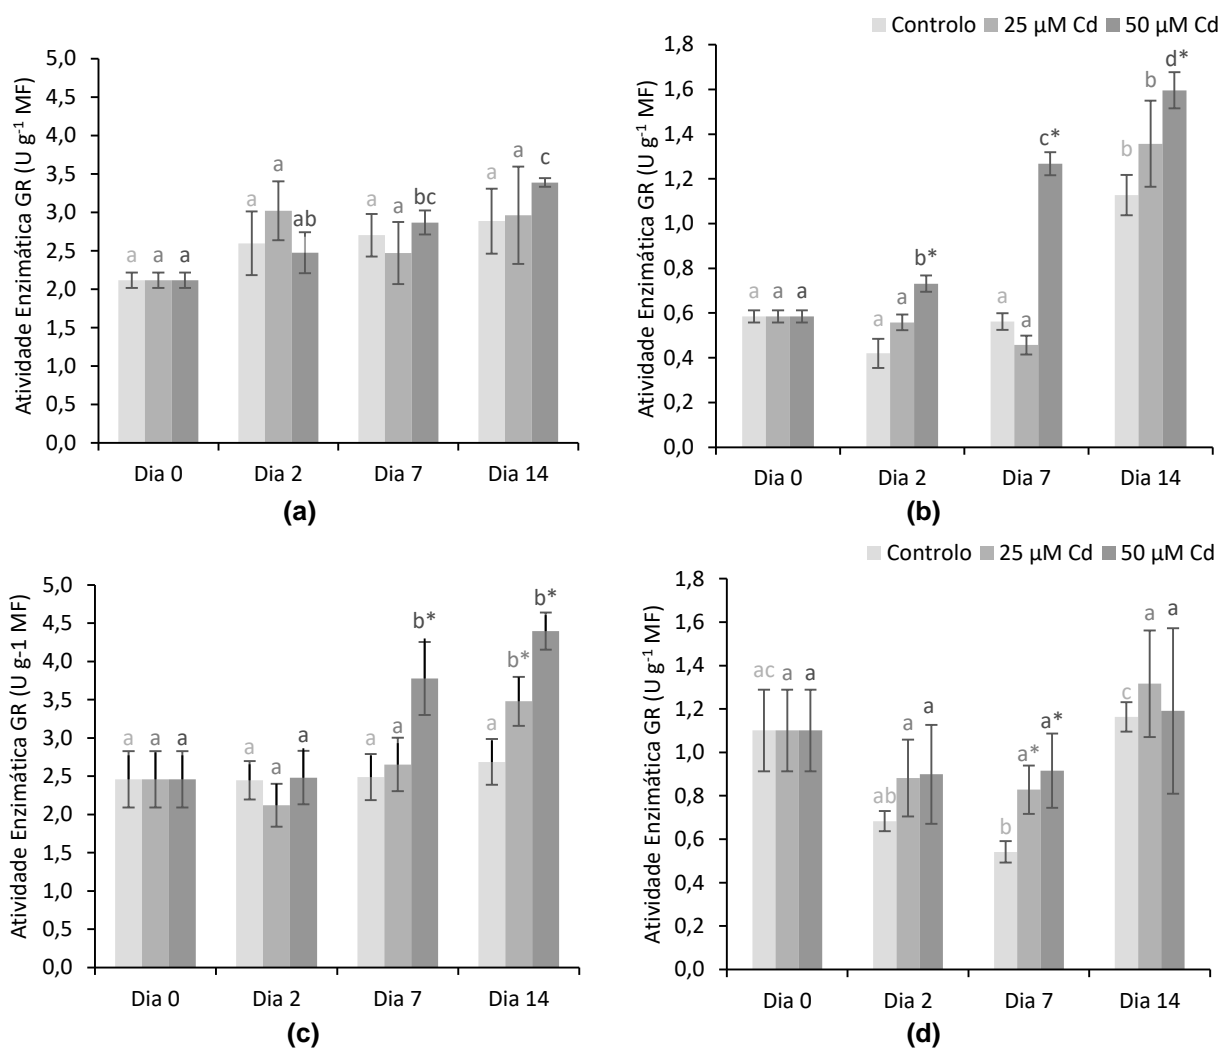 Controlo 25 µM Cd 50 µM Cd
Atividade Enzimática GR (U g⁻¹ MF)
5,0
4,5
4,0
3,5
3,0
2,5
2,0
1,5
1,0
0,5
0,0
a a a
a a ab
a a bc
a a c
Dia 0 Dia 2 Dia 7 Dia 14
(a)
Atividade Enzimática GR (U g⁻¹ MF)
1,8
1,6
1,4
1,2
1,0
0,8
0,6
0,4
0,2
0,0
a a a
a a b*
a a c*
b b d*
Dia 0 Dia 2 Dia 7 Dia 14
(b)
Atividade Enzimática GR (U g-1 MF)
5,0
4,5
4,0
3,5
3,0
2,5
2,0
1,5
1,0
0,5
0,0
a a a
a a a
a a b*
a b* b*
Dia 0 Dia 2 Dia 7 Dia 14
(c)
Controlo 25 µM Cd 50 µM Cd
Atividade Enzimática GR (U g⁻¹ MF)
1,8
1,6
1,4
1,2
1,0
0,8
0,6
0,4
0,2
0,0
ac a a
ab a a
b a* a*
c a a
Dia 0 Dia 2 Dia 7 Dia 14
(d)